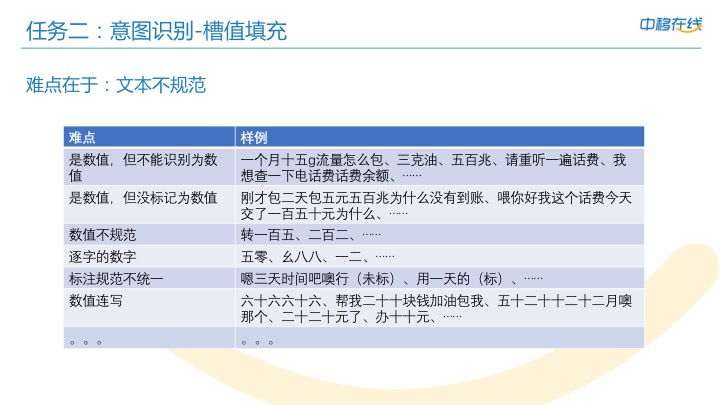 任务二：意图识别-槽值填充
中移在线
难点在于：文本不规范
难点 样例
是数值，但不能识别为数 一个月十五g流量怎么包、三克油、五百兆、请重听一遍话费、我
值 想查一下电话费话费余额、……
是数值，但没标记为数值 刚才包二天包五元五百兆为什么没有到账、喂你好我这个话费今天
交了一百五十元为什么、……
数值不规范 转一百五、二百二、……
逐字的数字 五零、幺八八、一二、……
标注规范不统一 嗯三天时间吧噢行（未标）、用一天的（标）、……
数值连写 六十六六十六、帮我二十十块钱加油包我、五十二十十二十二月噢
那个、二十二十元了、办十十元、……
。。。 。。。